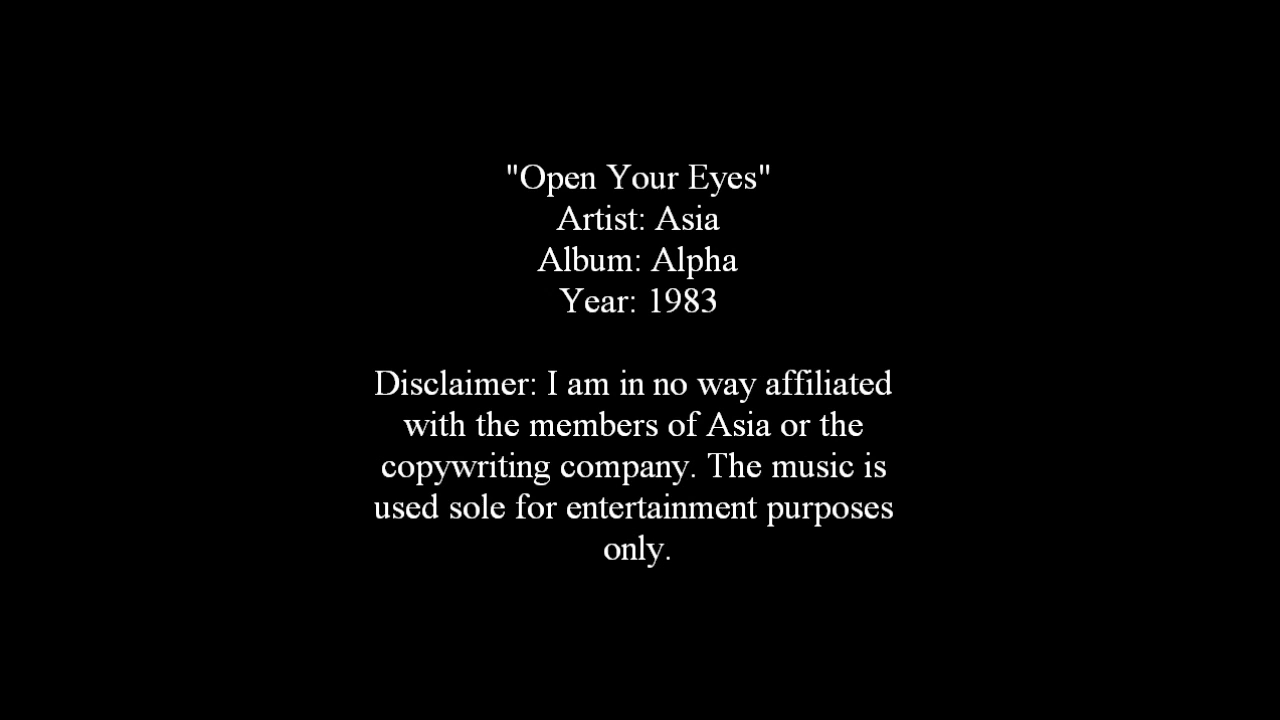 "Open Your Eyes"
Artist: Asia
Album: Alpha
Year: 1983
Disclaimer: I am in no way affiliated
with the members of Asia or the
copywriting company. The music is
used sole for entertainment purposes
only.